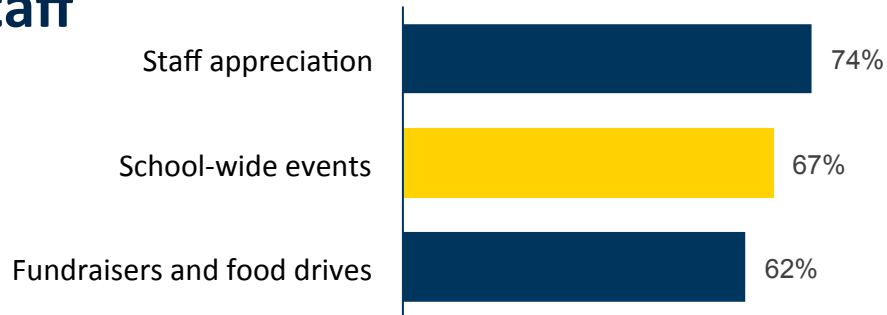 Staff appreciation
74%
School-wide events
67%
Fundraisers and food drives
62%